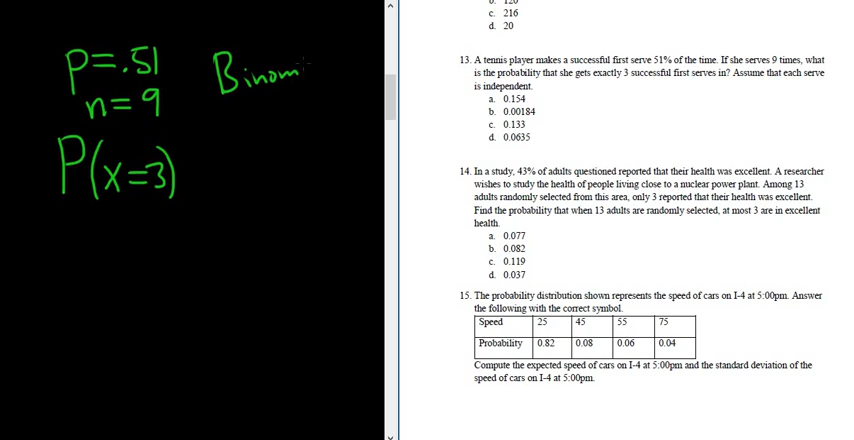 P=.51 Binom
n=9
P(x=3)
c. 216
d. 20
13. A tennis player makes a successful first serve 51% of the time. If she serves 9 times, what
is the probability that she gets exactly 3 successful first serves in? Assume that each serve
is independent.
a. 0.154
b. 0.00184
c. 0.133
d. 0.0635
14. In a study, 43% of adults questioned reported that their health was excellent. A researcher
wishes to study the health of people living close to a nuclear power plant. Among 13
adults randomly selected from this area, only 3 reported that their health was excellent.
Find the probability that when 13 adults are randomly selected, at most 3 are in excellent
health.
a. 0.077
b. 0.082
c. 0.119
d. 0.037
15. The probability distribution shown represents the speed of cars on I-4 at 5:00pm. Answer
the following with the correct symbol.
Speed 25 45 55 75
Probability 0.82 0.08 0.06 0.04
Compute the expected speed of cars on I-4 at 5:00pm and the standard deviation of the
speed of cars on I-4 at 5:00pm.